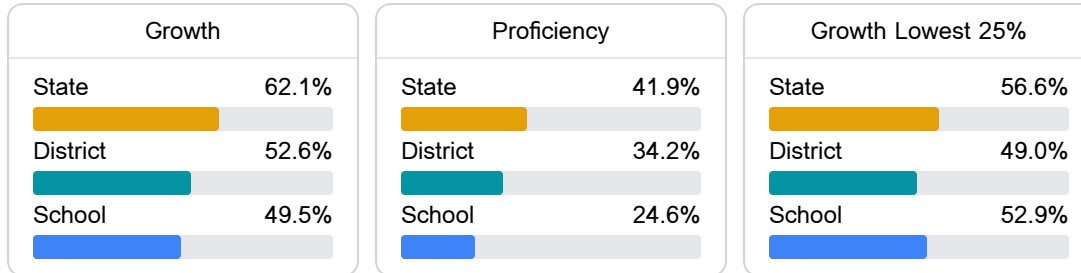 Growth
State 62.1%
District 52.6%
School 49.5%
Proficiency
State 41.9%
District 34.2%
School 24.6%
Growth Lowest 25%
State 56.6%
District 49.0%
School 52.9%